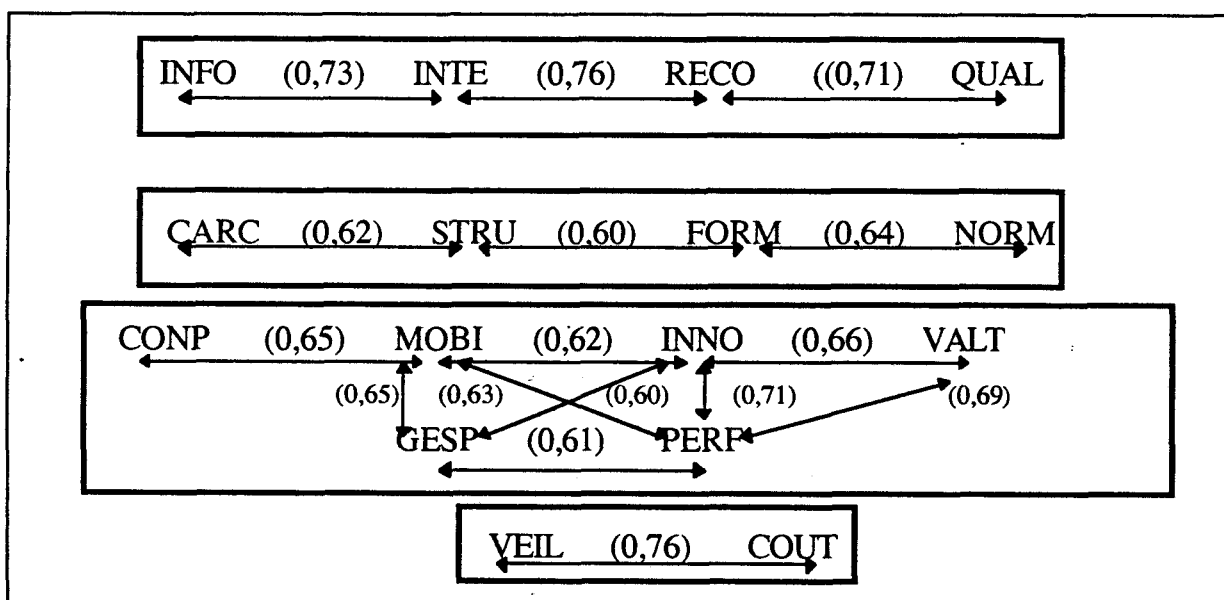 INFO (0,73) INTE (0,76) RECO ((0,71) QUAL
CARC (0,62) STRU (0,60) FORM (0,64) NORM
CONP (0,65) MOBI (0,62) INNO (0,66) VALT
(0,65) (0,63) (0,60) (0,71) (0,69)
GESP (0,61) PERF
VEIL (0,76) COUT